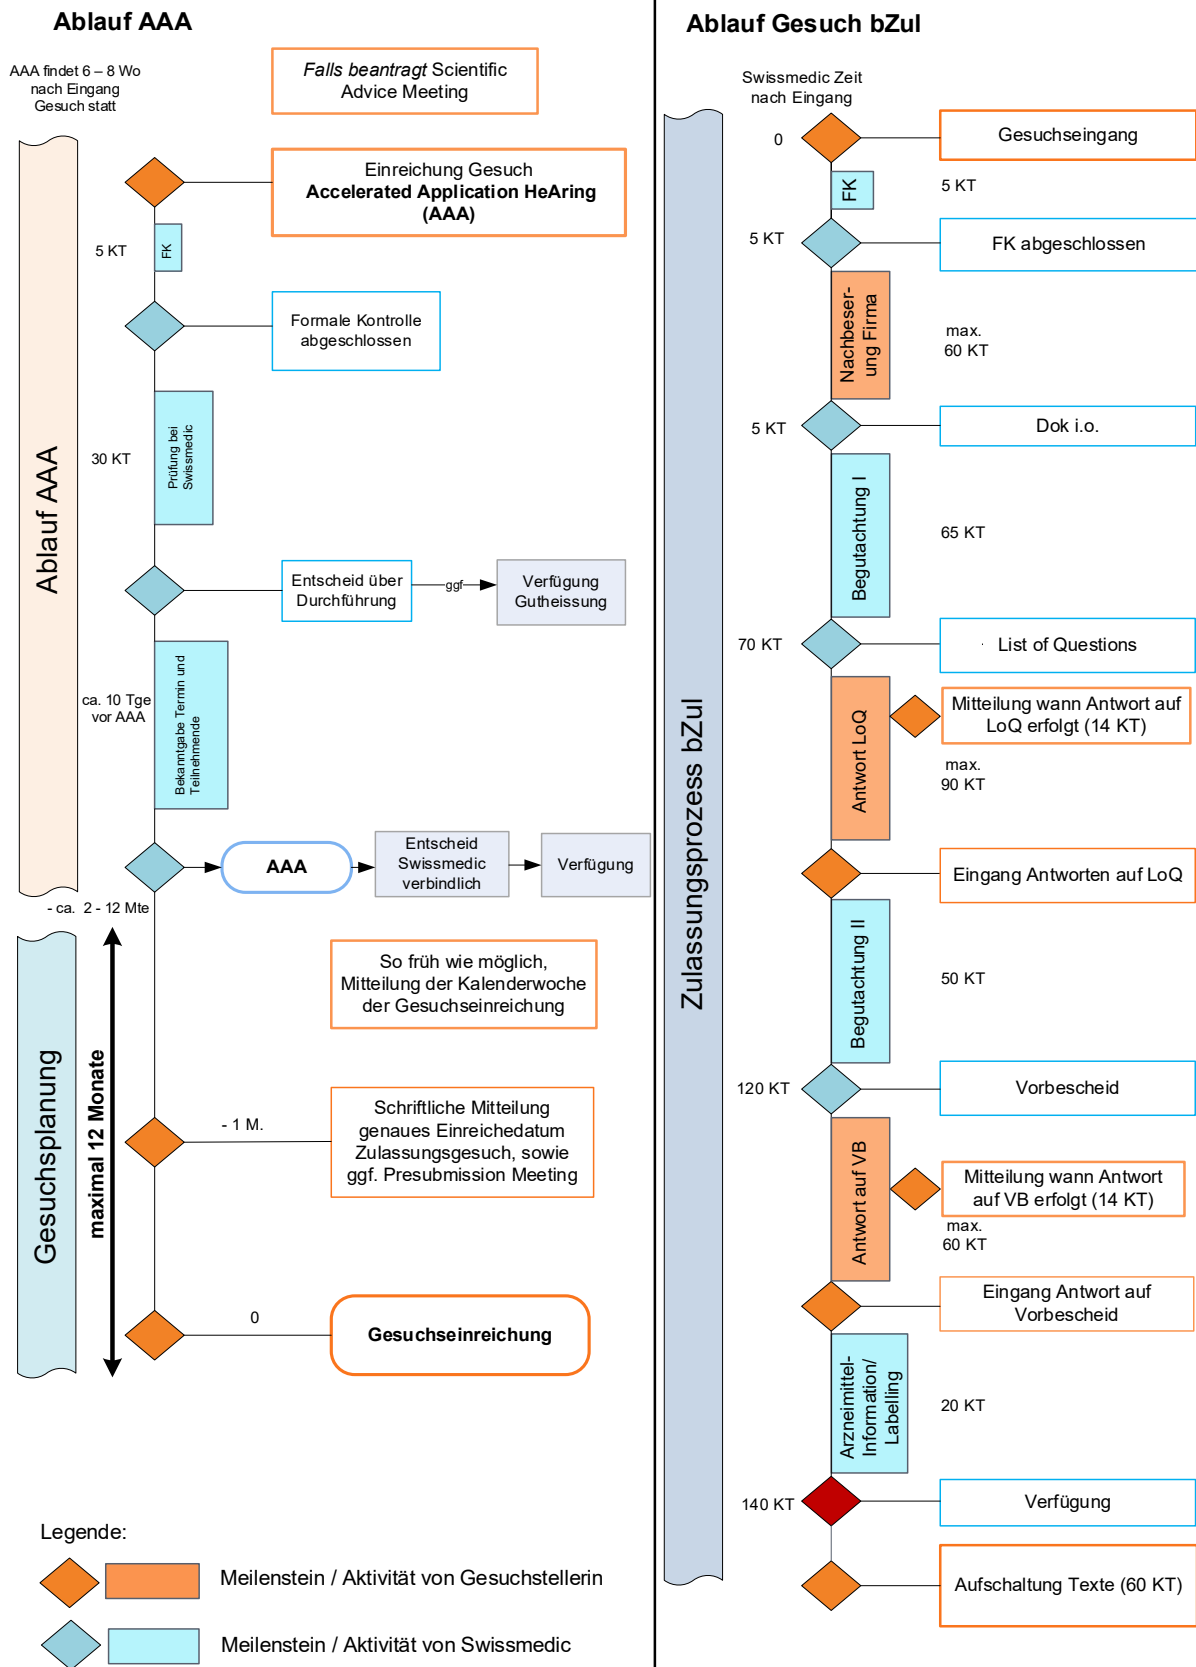 Ablauf AAA
AAA findet 6 – 8 Wo
nach Eingang
Gesuch statt
Falls beantragt Scientific
Advice Meeting
Einreichung Gesuch
Accelerated Application HeAring
(AAA)
5 KT
FK
Formale Kontrolle
abgeschlossen
30 KT
Prüfung bei
Swissmedic
Entscheid über
Durchführung
ggf
Verfügung
Gutheissung
ca. 10 Tge
vor AAA
Bekanntgabe Termin und
Teilnehmende
AAA
Entscheid
Swissmedic
verbindlich
Verfügung
Ablauf AAA
- ca. 2 - 12 Mte
So früh wie möglich,
Mitteilung der Kalenderwoche
der Gesuchseinreichung
Gesuchsplanung
maximal 12 Monate
- 1 M.
Schriftliche Mitteilung
genaues Einreichedatum
Zulassungsgesuch, sowie
ggf. Presubmission Meeting
0
Gesuchseinreichung
Legende:
Meilenstein / Aktivität von Gesuchstellerin
Meilenstein / Aktivität von Swissmedic
Ablauf Gesuch bZul
Swissmedic Zeit
nach Eingang
0
Gesuchseingang
FK
5 KT
5 KT
FK abgeschlossen
Nachbeser-
ung Firma
max.
60 KT
5 KT
Dok i.o.
Begutachtung I
65 KT
70 KT
List of Questions
Antwort LoQ
Mitteilung wann Antwort auf
LoQ erfolgt (14 KT)
max.
90 KT
Eingang Antworten auf LoQ
Zulassungsprozess bZul
Begutachtung II
50 KT
120 KT
Vorbescheid
Antwort auf VB
Mitteilung wann Antwort
auf VB erfolgt (14 KT)
max.
60 KT
Eingang Antwort auf
Vorbescheid
Arzneimittel-
Information/
Labelling
20 KT
140 KT
Verfügung
Aufschaltung Texte (60 KT)